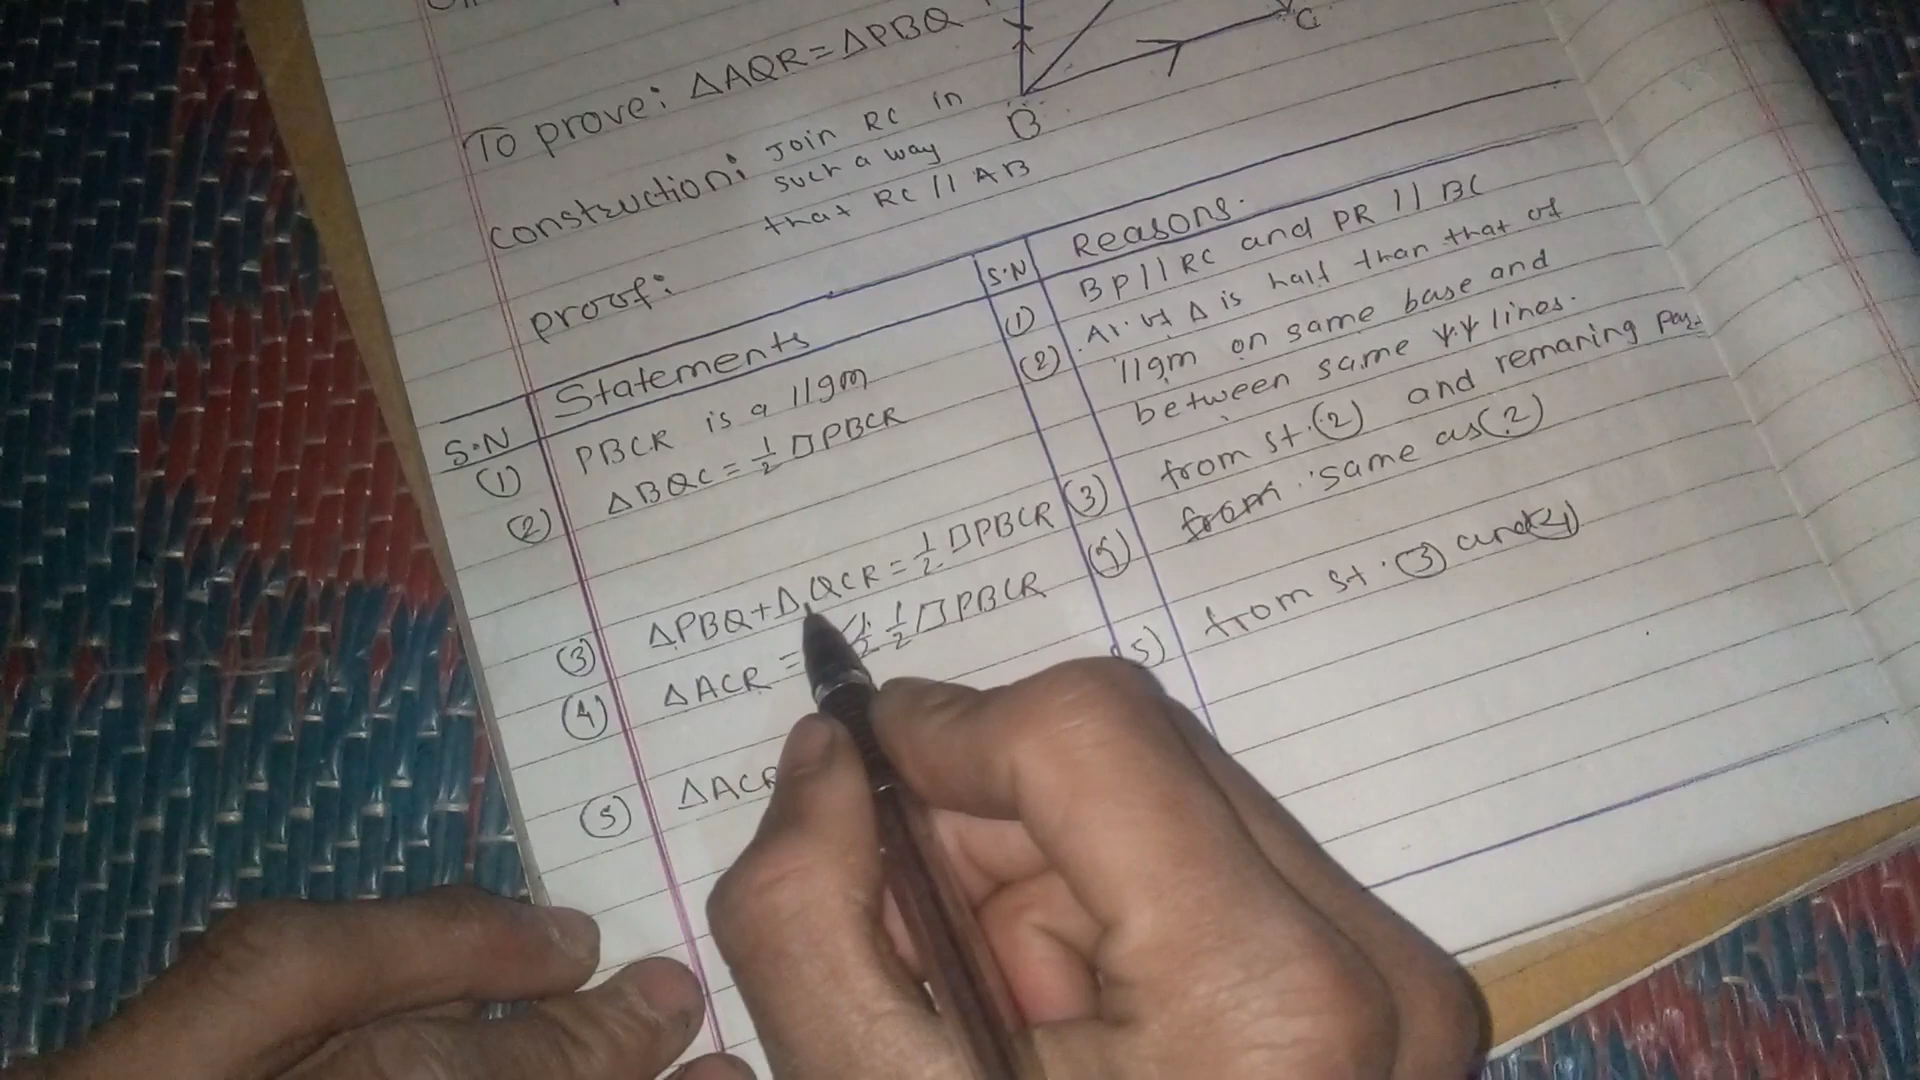 To prove: ΔAQR = ΔPBQ
C
B
construction: Join RC in
such a way
that RC // AB
proof:
S.N Statements
(1) PBCR is a //gm
(2) ΔBQC = 1/2 □PBCR
(3) ΔPBQ + ΔQCR = 1/2 □PBCR
(4) ΔACR = 1/2 □PBCR
(5) ΔACR
S.N Reasons.
(1) BP // RC and PR // BC
(2) Ar. of Δ is half than that of
//gm on same base and
between same lines.
(3) from st. (2) and remaning par-
from same as (2)
(5) from st. (3) and (4)